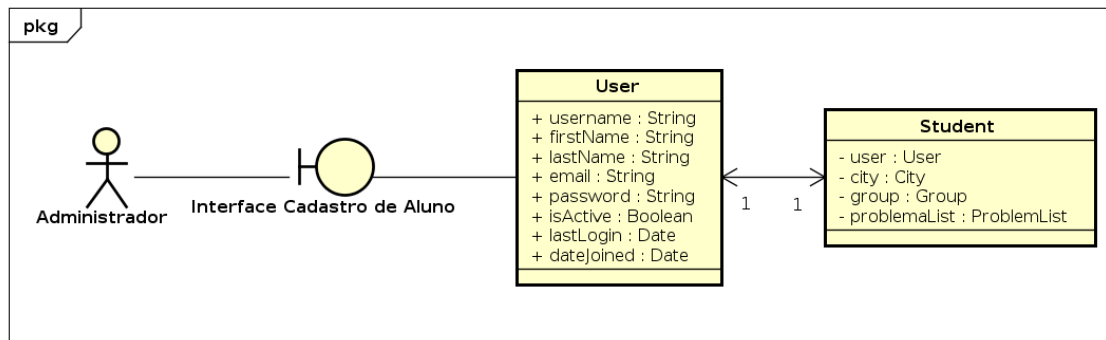 pkg
Administrador
Interface Cadastro de Aluno
User
+ username : String
+ firstName : String
+ lastName : String
+ email : String
+ password : String
+ isActive : Boolean
+ lastLogin : Date
+ dateJoined : Date
1
1
Student
- user : User
- city : City
- group : Group
- problemaList : ProblemList